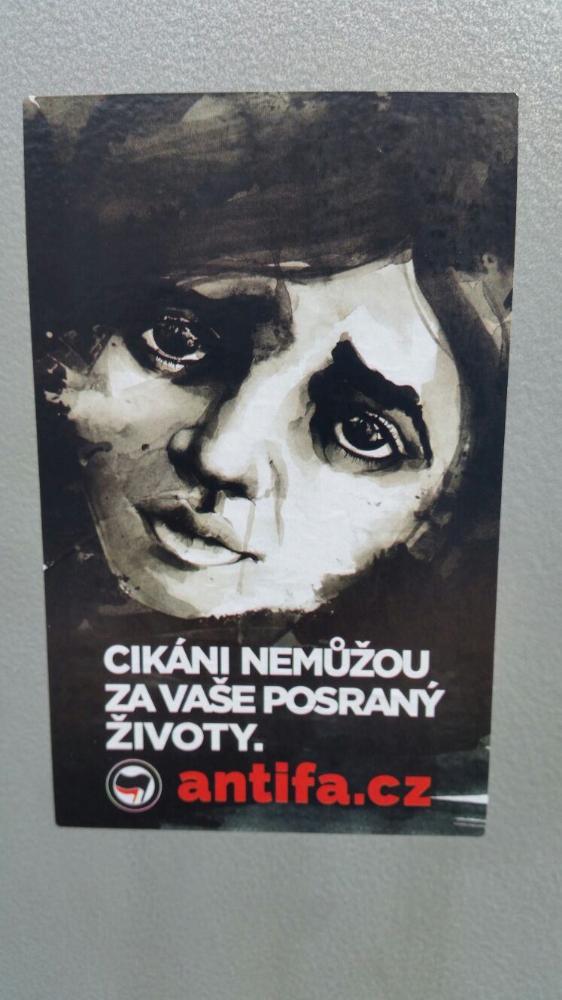 CIKÁNI NEMŮŽOU
ZA VAŠE POSRANÝ
ŽIVOTY.
antifa.cz